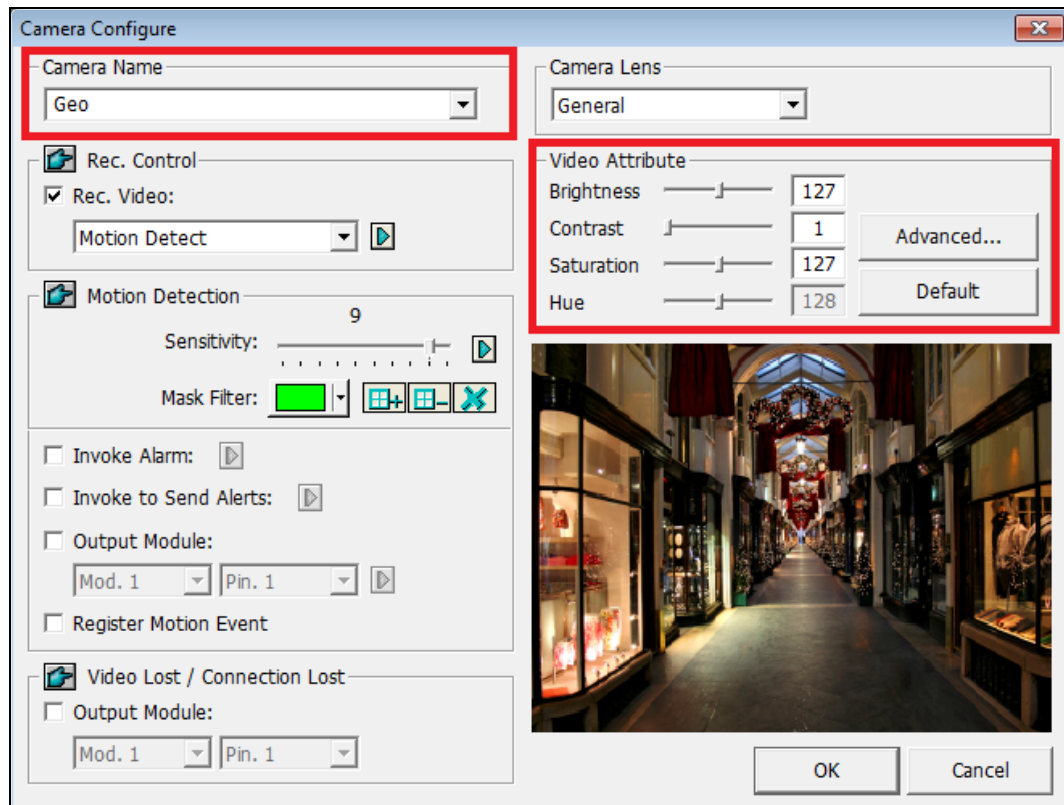 Camera Configure
Camera Name
Geo
Rec. Control
Rec. Video:
Motion Detect
Motion Detection
9
Sensitivity:
Mask Filter:
Invoke Alarm:
Invoke to Send Alerts:
Output Module:
Mod. 1 Pin. 1
Register Motion Event
Video Lost / Connection Lost
Output Module:
Mod. 1 Pin. 1
Camera Lens
General
Video Attribute
Brightness 127
Contrast 1
Saturation 127
Hue 128
Advanced...
Default
OK Cancel